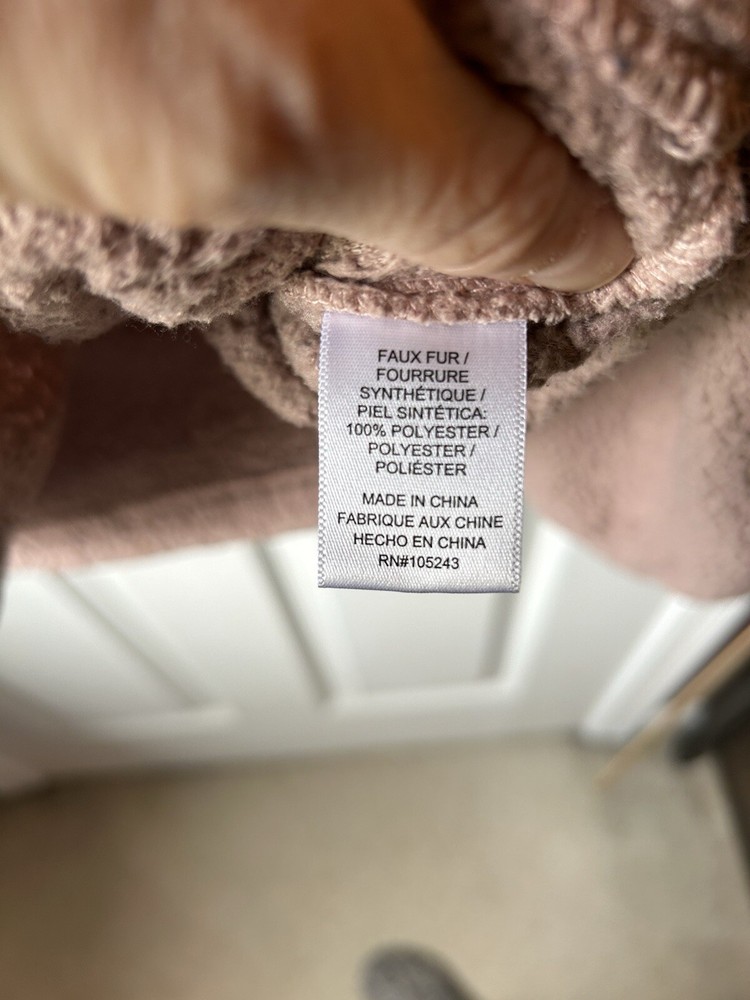 FAUX FUR /
FOURRURE
SYNTHÉTIQUE /
PIEL SINTÉTICA:
100% POLYESTER /
POLYESTER /
POLIÉSTER
MADE IN CHINA
FABRIQUE AUX CHINE
HECHO EN CHINA
RN#105243